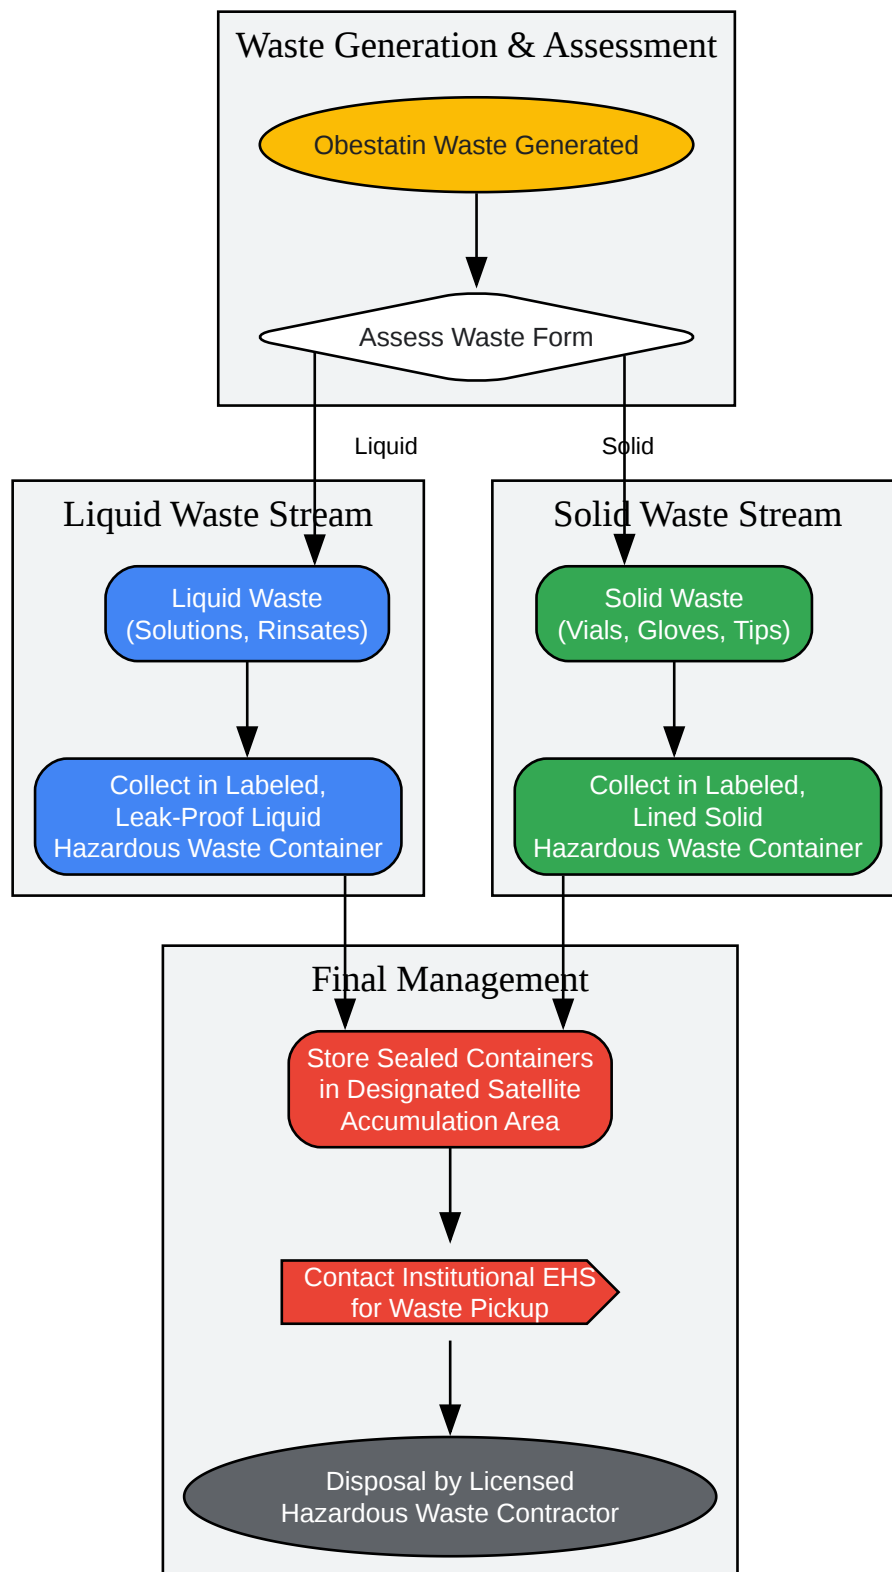 Waste Generation & Assessment
Obestatin Waste Generated
Assess Waste Form
Liquid
Solid
Liquid Waste Stream
Liquid Waste
(Solutions, Rinsates)
Collect in Labeled,
Leak-Proof Liquid
Hazardous Waste Container
Solid Waste Stream
Solid Waste
(Vials, Gloves, Tips)
Collect in Labeled,
Lined Solid
Hazardous Waste Container
Final Management
Store Sealed Containers
in Designated Satellite
Accumulation Area
Contact Institutional EHS
for Waste Pickup
Disposal by Licensed
Hazardous Waste Contractor